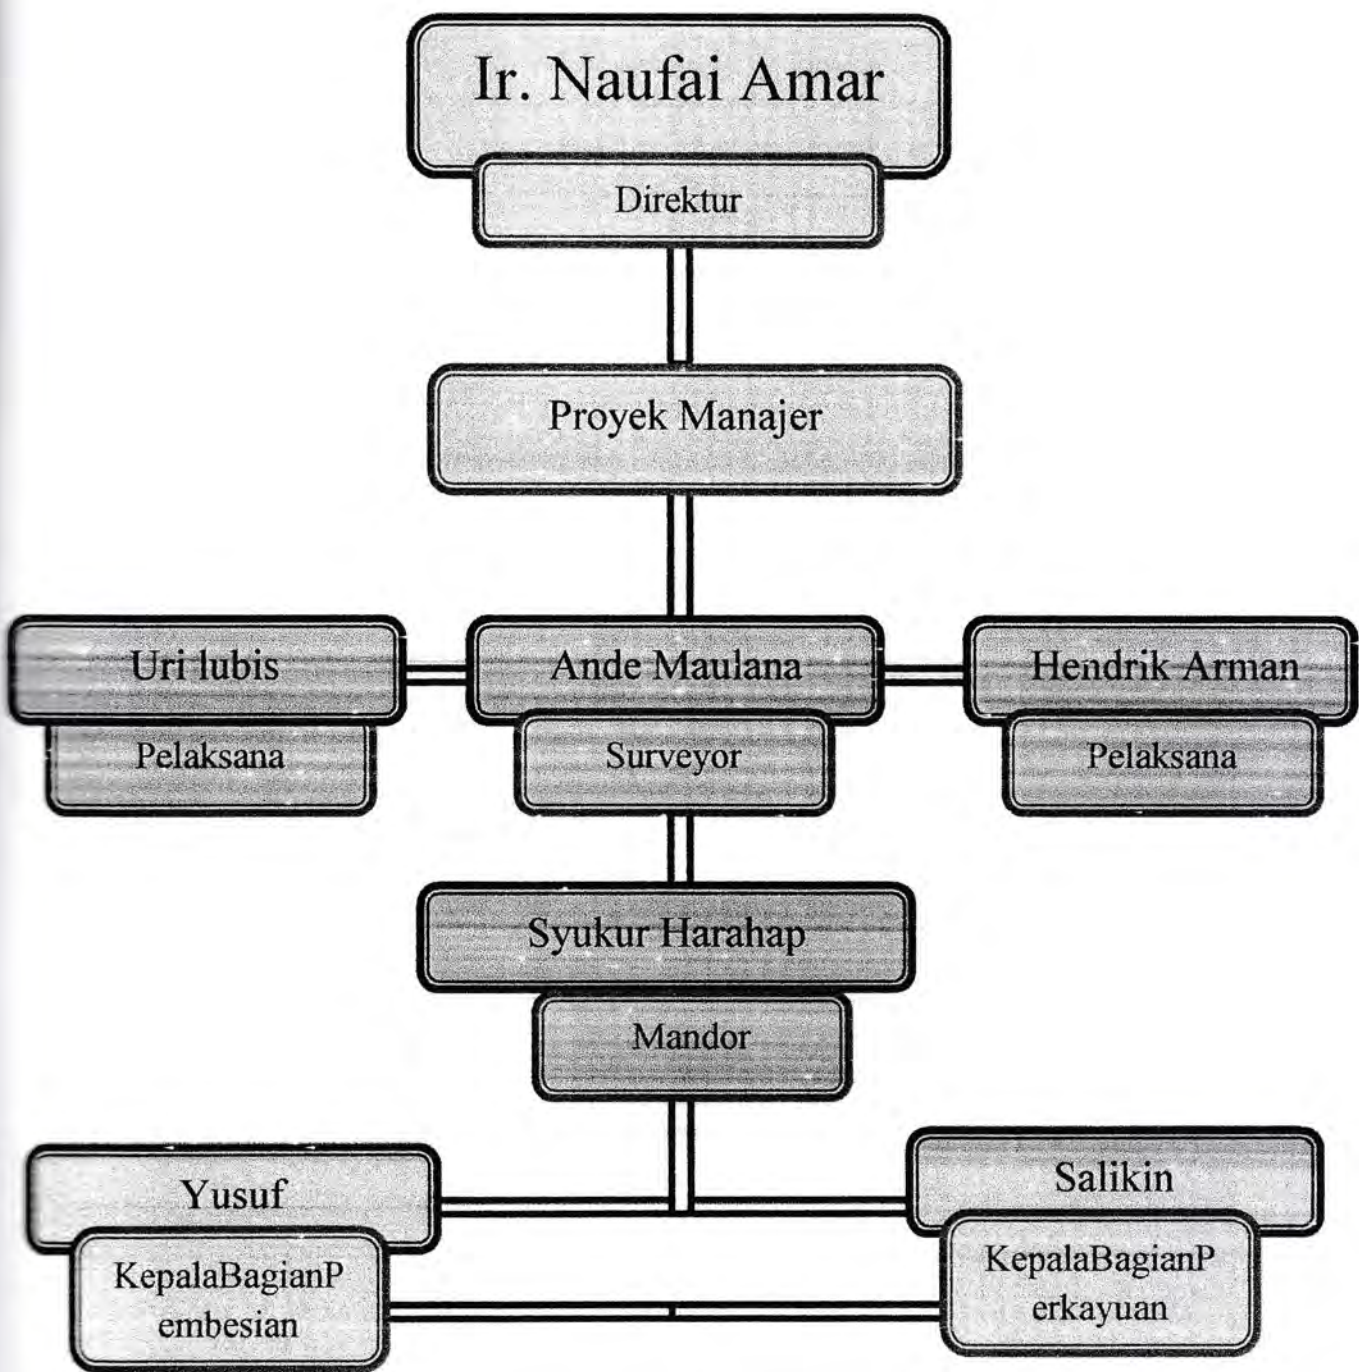 Ir. Naufai Amar
Direktur
Proyek Manajer
Uri lubis
Pelaksana
Ande Maulana
Surveyor
Hendrik Arman
Pelaksana
Syukur Harahap
Mandor
Yusuf
KepalaBagianP
embesian
Salikin
KepalaBagianP
erkayuan